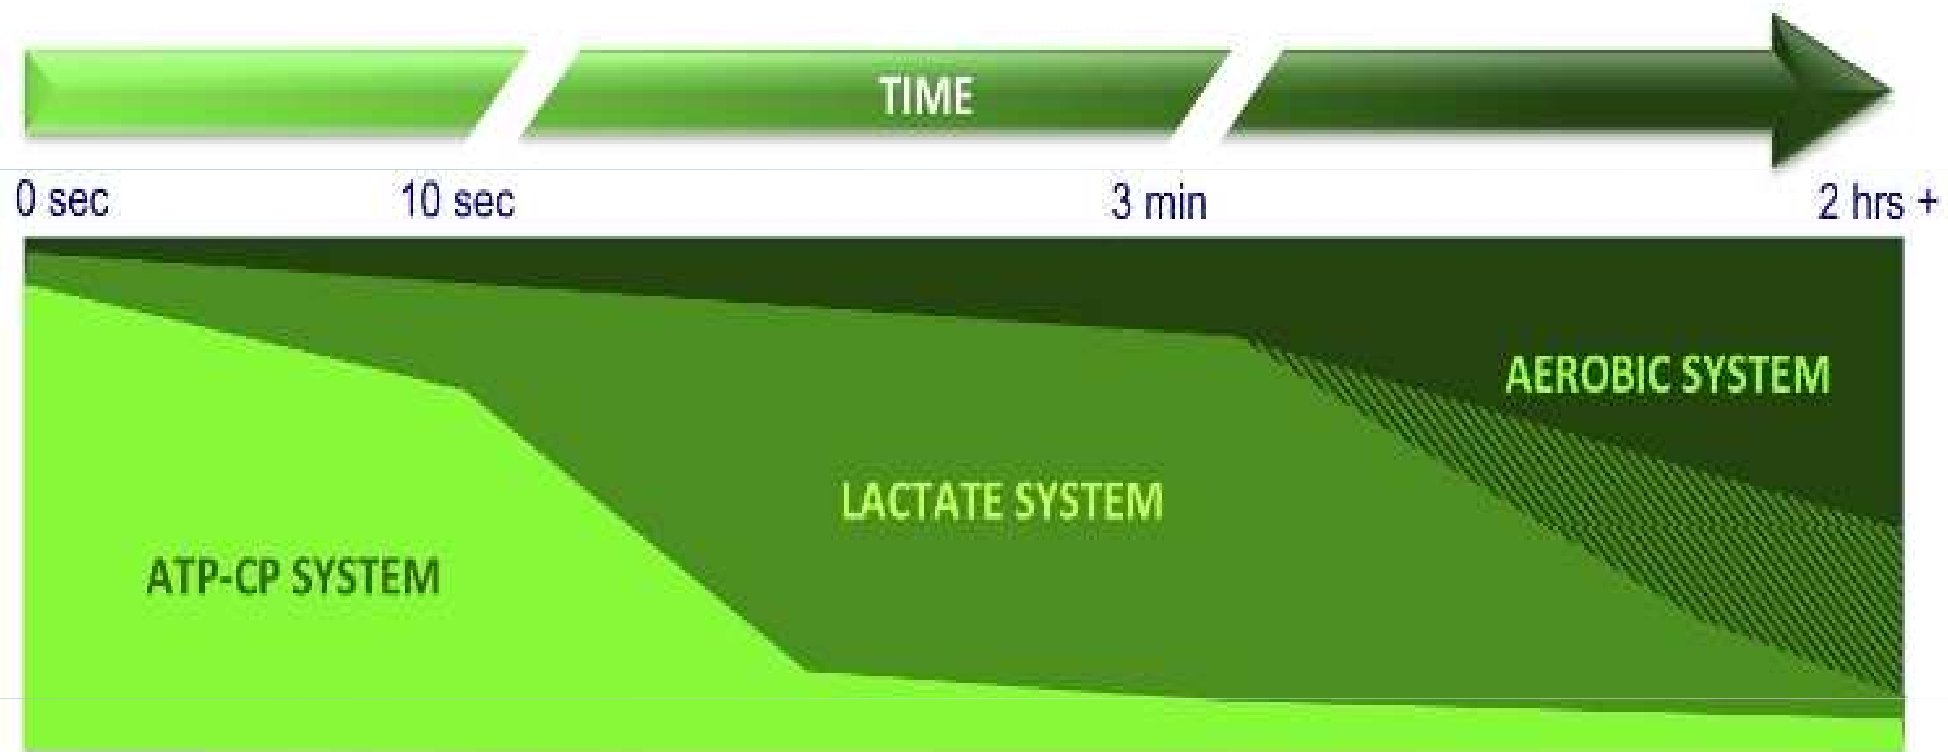 TIME
0 sec
10 sec
3 min
2 hrs +
AEROBIC SYSTEM
LACTATE SYSTEM
ATP-CP SYSTEM